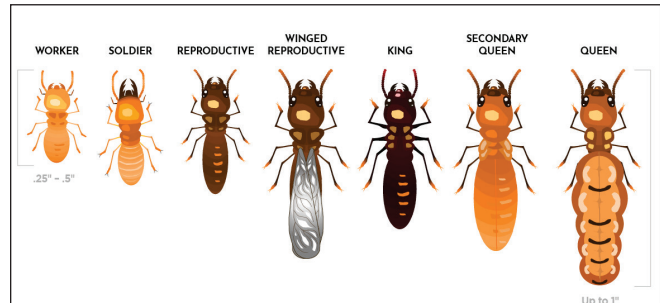 WORKER
SOLDIER
REPRODUCTIVE
WINGED
REPRODUCTIVE
KING
SECONDARY
QUEEN
QUEEN
.25" - .5"
Up to 1"